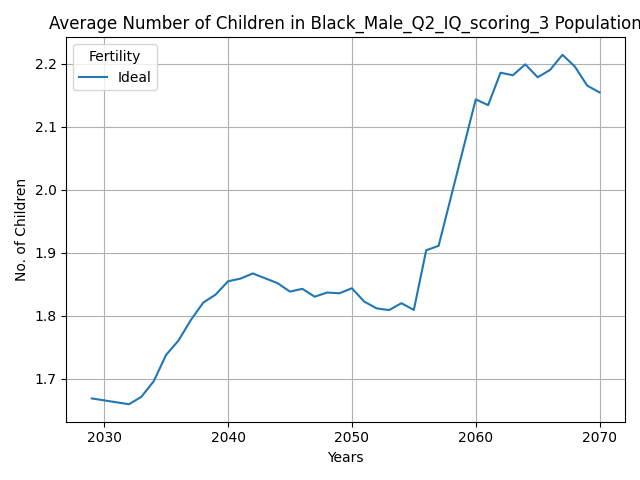 Average Number of Children in Black_Male_Q2_IQ_scoring_3 Population
Fertility
Ideal
2.2
2.1
2.0
1.9
1.8
1.7
No. of Children
2030
2040
2050
2060
2070
Years